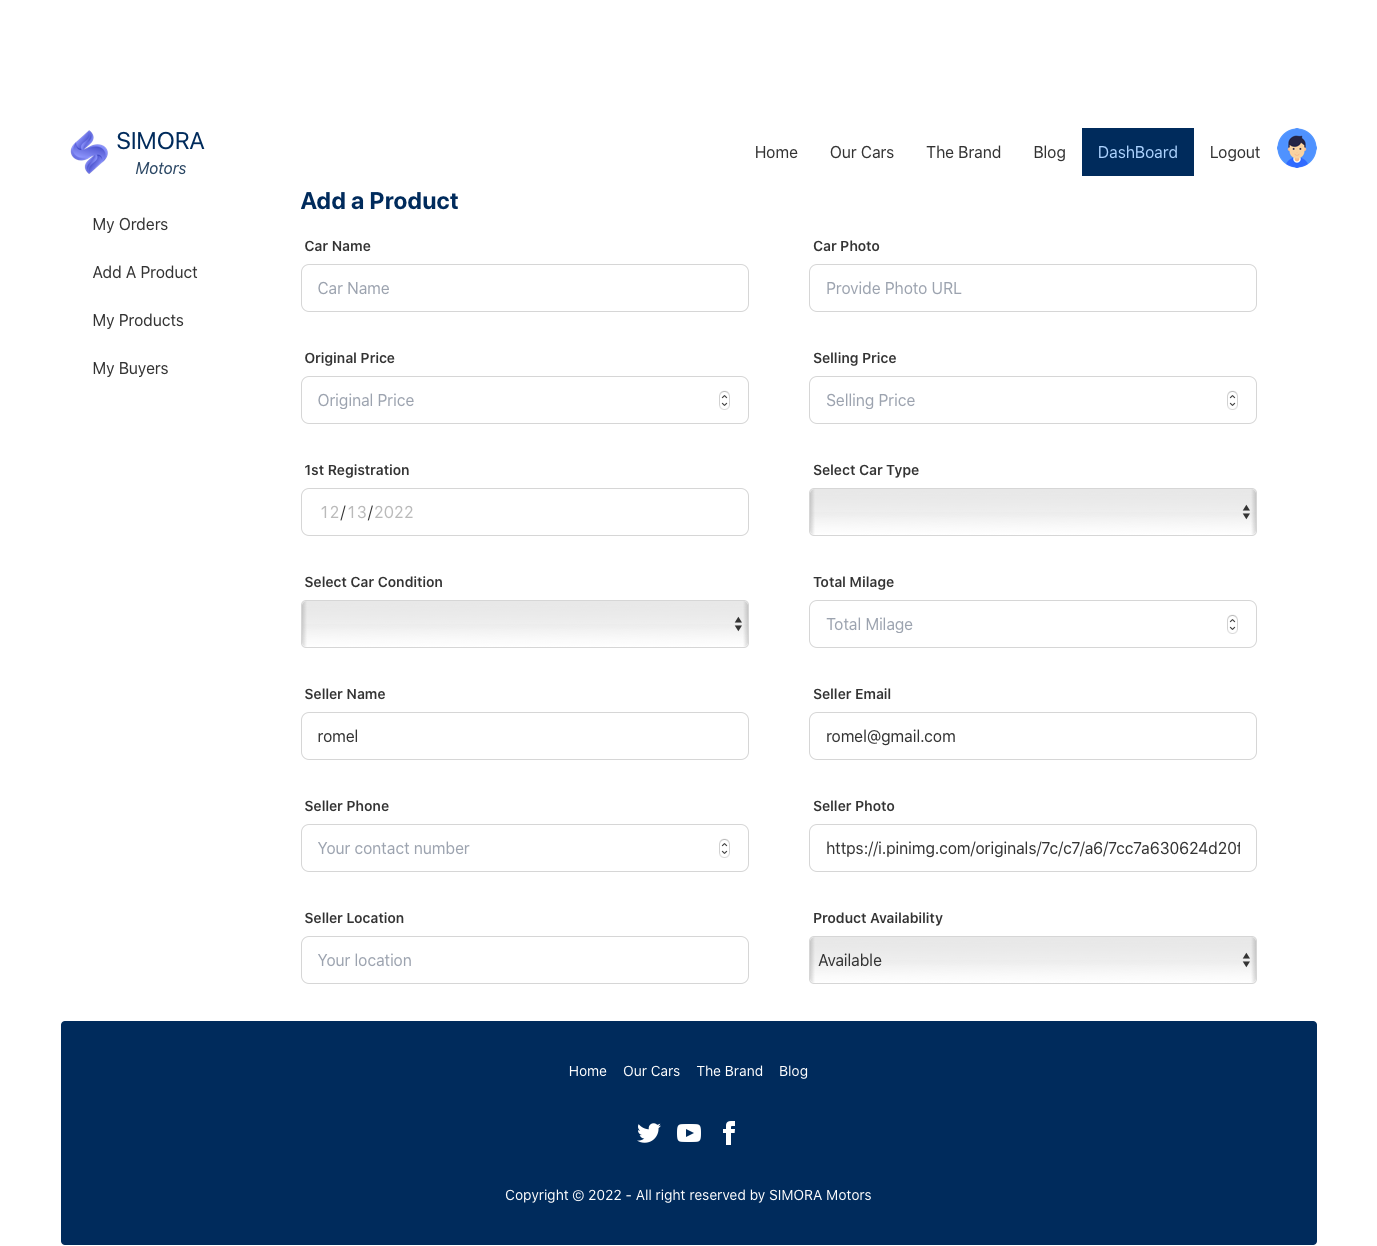 SIMORA
Motors
Home Our Cars The Brand Blog DashBoard Logout
My Orders
Add A Product
My Products
My Buyers
Add a Product
Car Name Car Photo
Car Name Provide Photo URL
Original Price Selling Price
Original Price Selling Price
1st Registration Select Car Type
12/13/2022
Select Car Condition Total Milage
Total Milage
Seller Name Seller Email
romel romel@gmail.com
Seller Phone Seller Photo
Your contact number https://i.pinimg.com/originals/7c/c7/a6/7cc7a630624d20f
Seller Location Product Availability
Your location Available
Home Our Cars The Brand Blog
Copyright © 2022 - All right reserved by SIMORA Motors